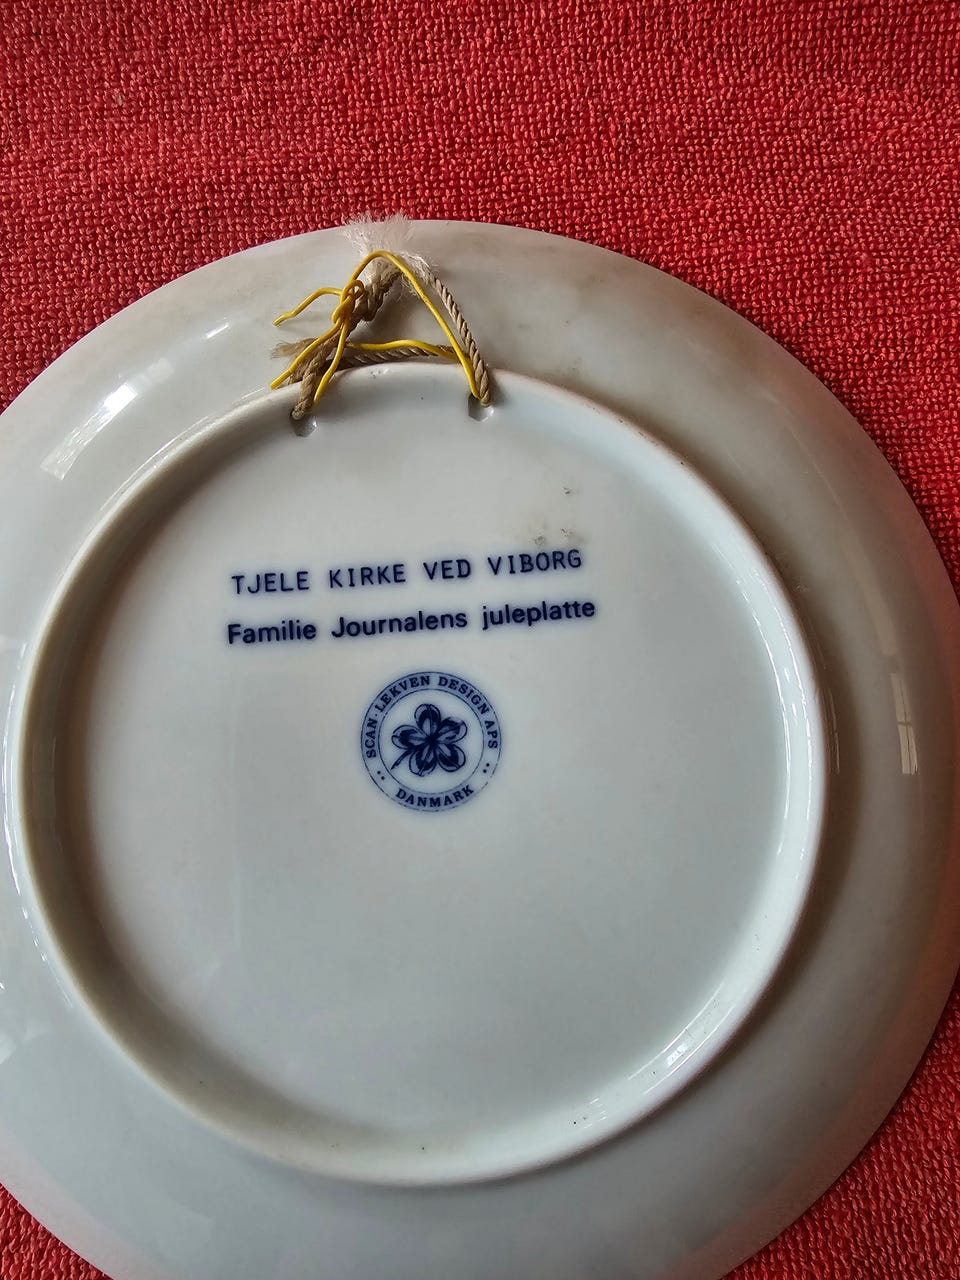 TJELE KIRKE VED VIBORG
Familie Journalens juleplatte
SCAN. LEKVEN DESIGN APS
DANMARK